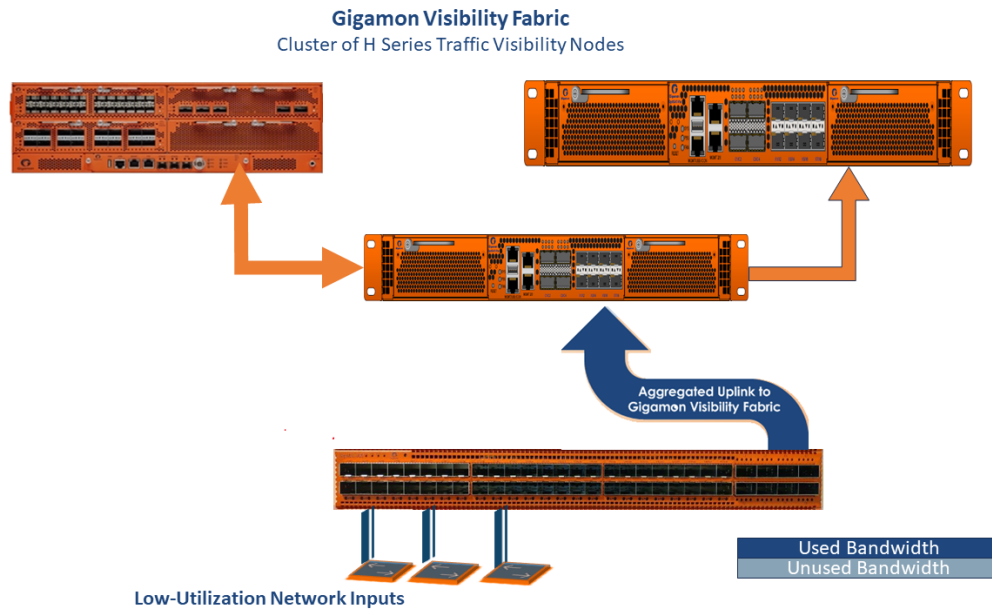 Gigamon Visibility Fabric
Cluster of H Series Traffic Visibility Nodes
Aggregated Uplink to
Gigamon Visibility Fabric
Used Bandwidth
Unused Bandwidth
Low-Utilization Network Inputs